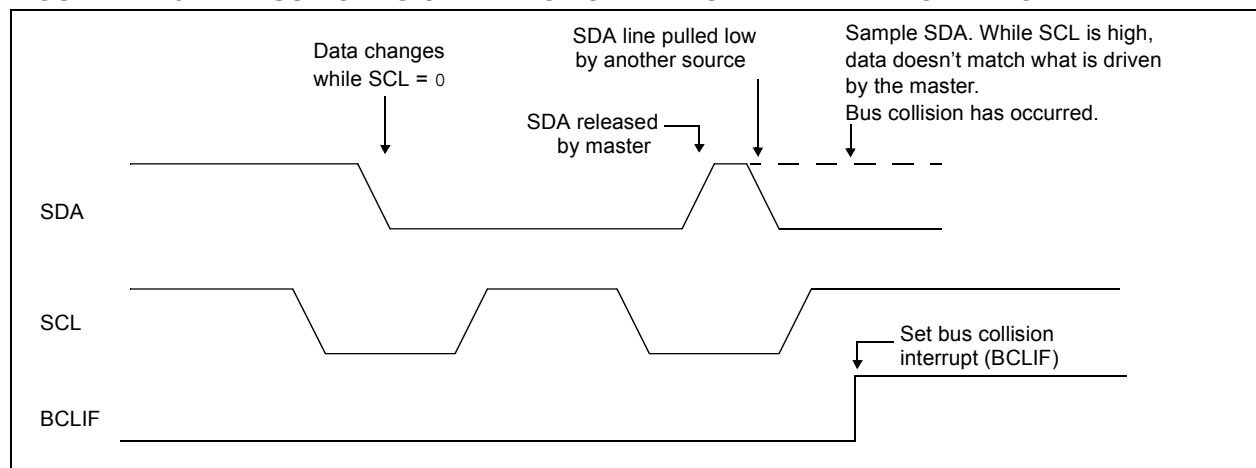 Data changes
while SCL = 0
SDA line pulled low
by another source
Sample SDA. While SCL is high,
data doesn't match what is driven
by the master.
Bus collision has occurred.
SDA released
by master
SDA
SCL
Set bus collision
interrupt (BCLIF)
BCLIF